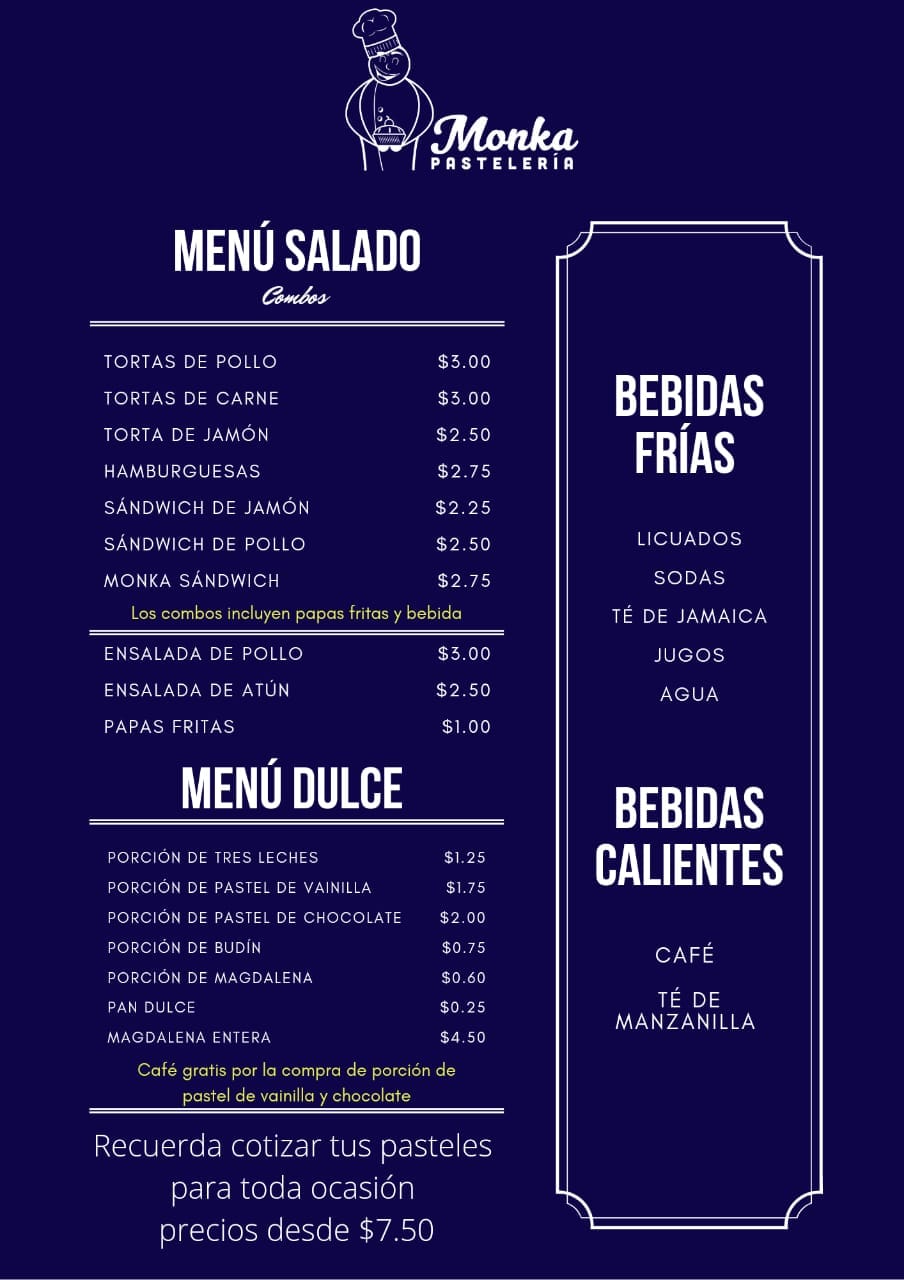 Monka
PASTELERÍA
MENÚ SALADO
Combos
TORTAS DE POLLO $3.00
TORTAS DE CARNE $3.00
TORTA DE JAMÓN $2.50
HAMBURGUESAS $2.75
SÁNDWICH DE JAMÓN $2.25
SÁNDWICH DE POLLO $2.50
MONKA SÁNDWICH $2.75
Los combos incluyen papas fritas y bebida
ENSALADA DE POLLO $3.00
ENSALADA DE ATÚN $2.50
PAPAS FRITAS $1.00
MENÚ DULCE
PORCIÓN DE TRES LECHES $1.25
PORCIÓN DE PASTEL DE VAINILLA $1.75
PORCIÓN DE PASTEL DE CHOCOLATE $2.00
PORCIÓN DE BUDÍN $0.75
PORCIÓN DE MAGDALENA $0.60
PAN DULCE $0.25
MAGDALENA ENTERA $4.50
Café gratis por la compra de porción de
pastel de vainilla y chocolate
Recuerda cotizar tus pasteles
para toda ocasión
precios desde $7.50
BEBIDAS
FRÍAS
LICUADOS
SODAS
TÉ DE JAMAICA
JUGOS
AGUA
BEBIDAS
CALIENTES
CAFÉ
TÉ DE
MANZANILLA